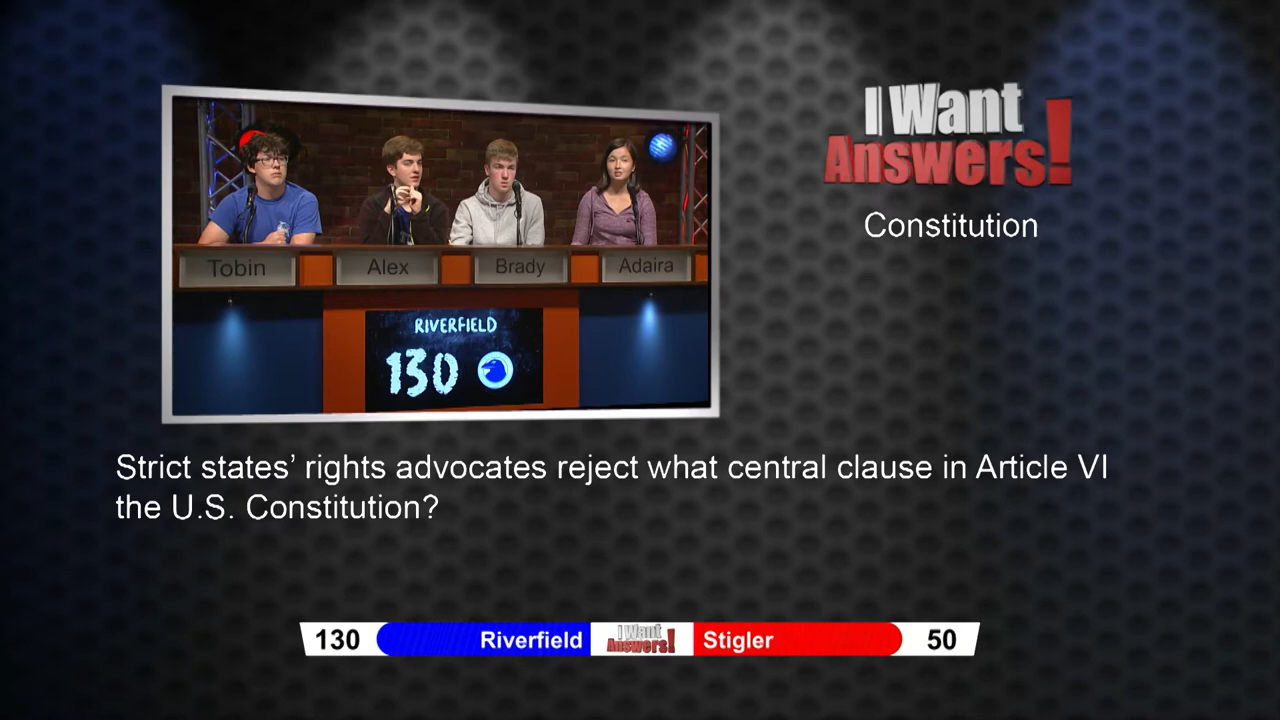 I Want
Answers!
Constitution
Tobin
Alex
Brady
Adaira
RIVERFIELD
130
Strict states’ rights advocates reject what central clause in Article VI
the U.S. Constitution?
130 Riverfield I Want Answers! Stigler 50